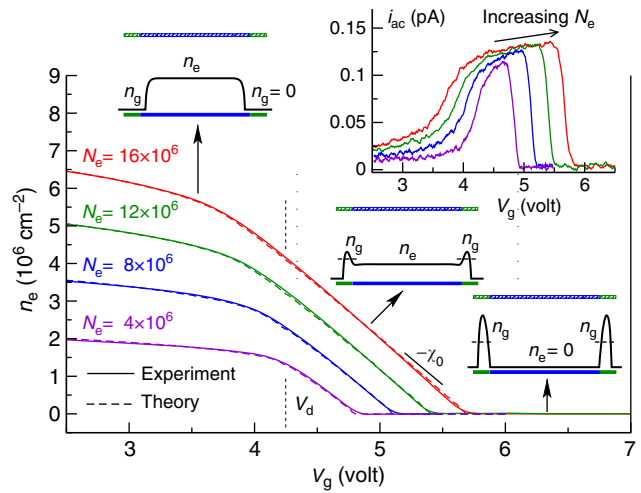 i_ac (pA) Increasing N_e
0.15
0.10
0.05
0
3 4 5 6
V_g (volt)
n_e
n_g n_g = 0
9
8
7
6
5
4
3
2
1
0
n_e (10^6 cm^−2)
N_e= 16×10^6
N_e= 12×10^6
N_e= 8×10^6
N_e= 4×10^6
n_g n_e n_g
n_g n_g
n_e = 0
−χ_0
Experiment
Theory
V_d
3 4 5 6 7
V_g (volt)